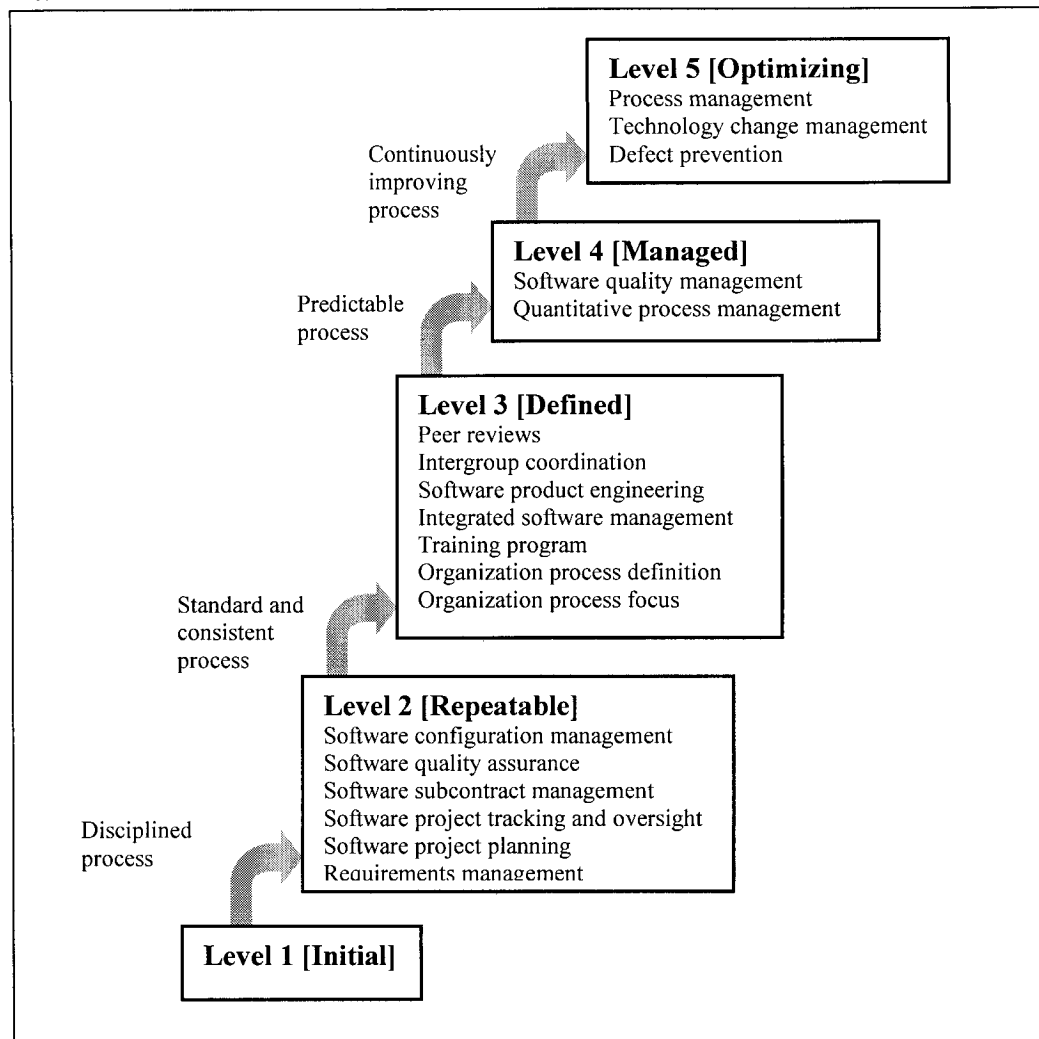 Level 5 [Optimizing]
Process management
Technology change management
Defect prevention
Continuously
improving
process
Level 4 [Managed]
Software quality management
Quantitative process management
Predictable
process
Level 3 [Defined]
Peer reviews
Intergroup coordination
Software product engineering
Integrated software management
Training program
Organization process definition
Organization process focus
Standard and
consistent
process
Level 2 [Repeatable]
Software configuration management
Software quality assurance
Software subcontract management
Software project tracking and oversight
Software project planning
Requirements management
Disciplined
process
Level 1 [Initial]